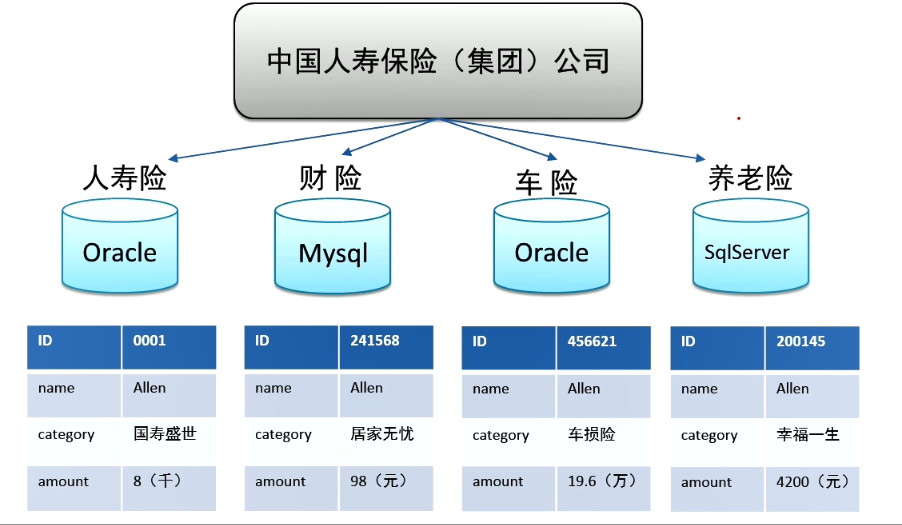 中国人寿保险（集团）公司
人寿险
财 险
车 险
养老险
Oracle
Mysql
Oracle
SqlServer
ID 0001
name Allen
category 国寿盛世
amount 8（千）
ID 241568
name Allen
category 居家无忧
amount 98（元）
ID 456621
name Allen
category 车损险
amount 19.6（万）
ID 200145
name Allen
category 幸福一生
amount 4200（元）